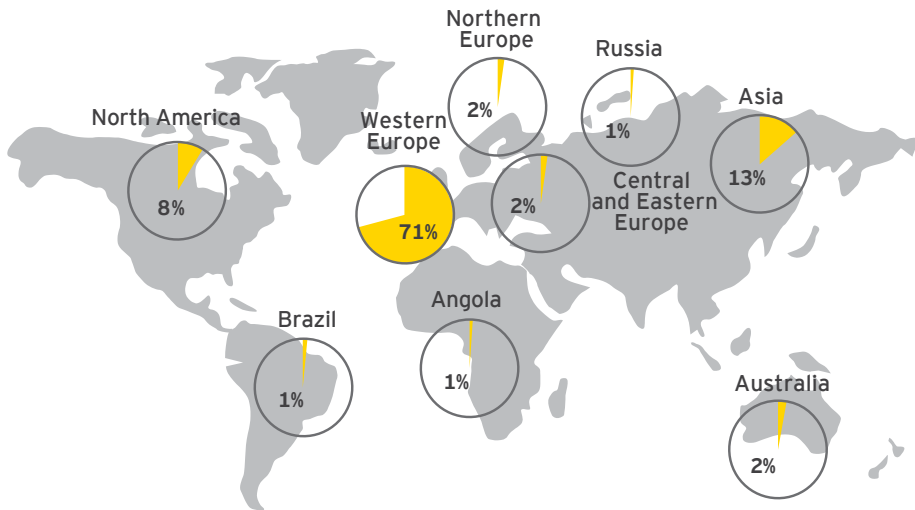 Northern
Europe
2%
Russia
1%
Asia
13%
North America
8%
Western
Europe
71%
2%
Central
and Eastern
Europe
Angola
1%
Brazil
1%
Australia
2%